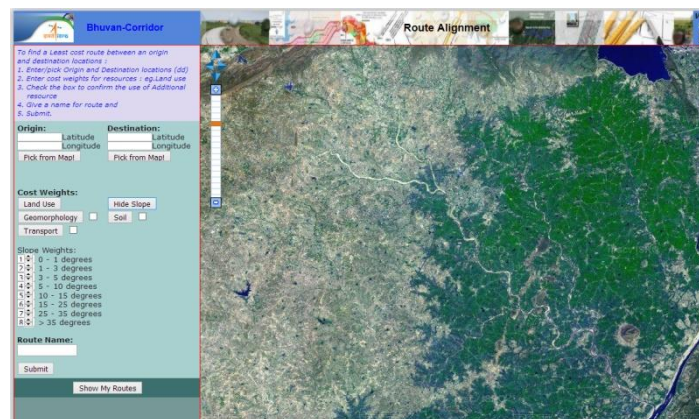 Bhuvan-Corridor
Route Alignment
To find a Least cost route between an origin
and destination locations :
1. Enter/pick Origin and Destination locations (dd)
2. Enter cost weights for resources : eg.Land use
3. Check the box to confirm the use of Additional
resource
4. Give a name for route and
5. Submit.
Origin: Destination:
Latitude Latitude
Longitude Longitude
Pick from Map! Pick from Map!
Cost Weights:
Land Use Hide Slope
Geomorphology Soil
Transport
Slope Weights:
1 0 - 1 degrees
2 1 - 3 degrees
3 3 - 5 degrees
4 5 - 10 degrees
5 10 - 15 degrees
6 15 - 25 degrees
7 25 - 35 degrees
8 > 35 degrees
Route Name:
Submit
Show My Routes